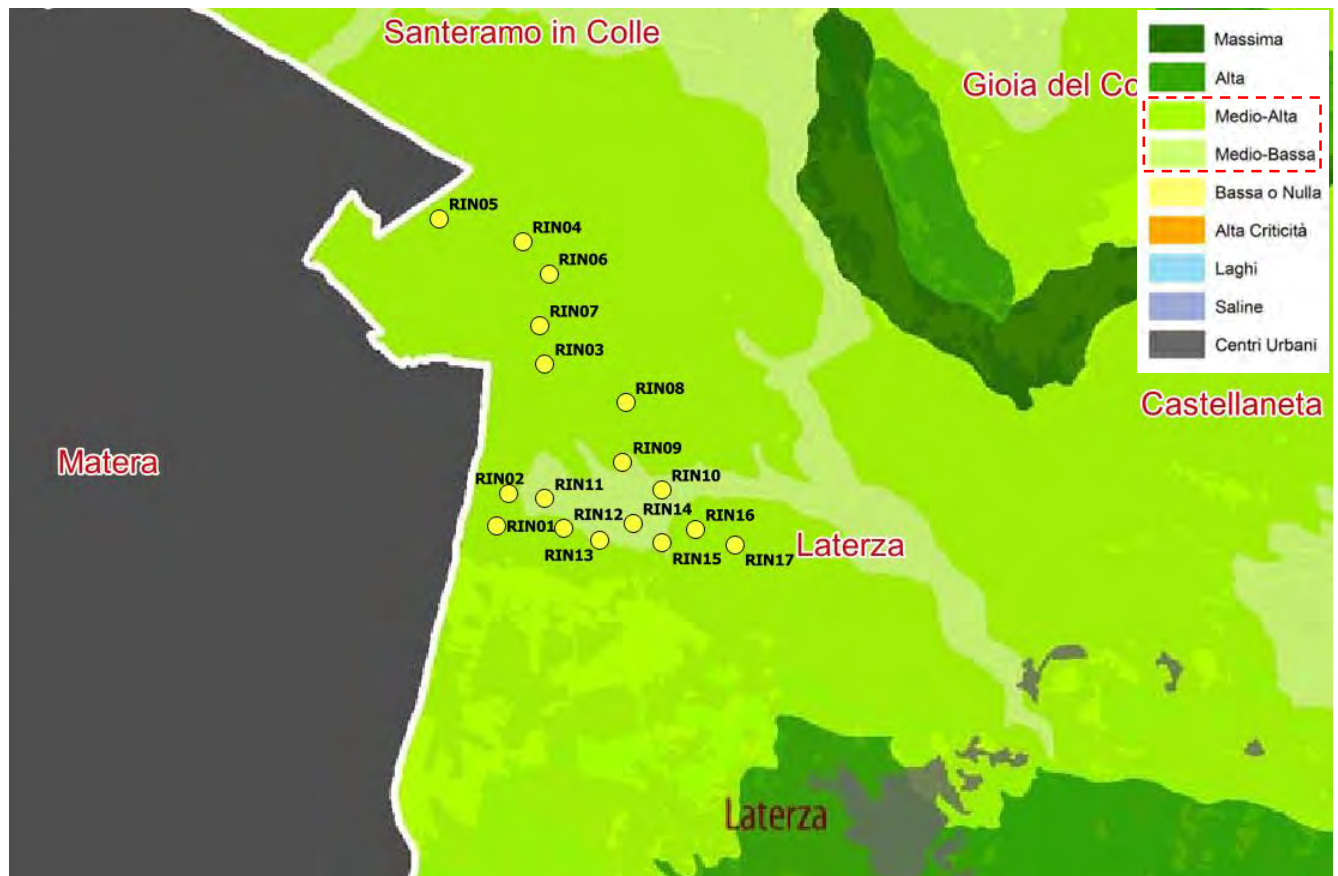 Santeramo in Colle
Gioia del Co
Massima
Alta
Medio-Alta
Medio-Bassa
Bassa o Nulla
Alta Criticità
Laghi
Saline
Centri Urbani
RIN05
RIN04
RIN06
RIN07
RIN03
RIN08
Castellaneta
Matera
RIN09
RIN02
RIN11
RIN10
RIN01
RIN12
RIN14
RIN16
RIN13
RIN15
RIN17
Laterza
Laterza